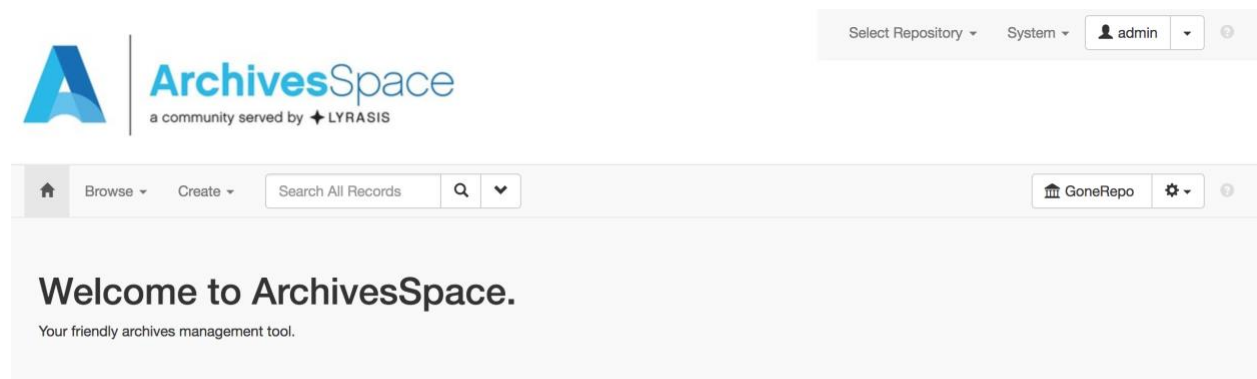 Select Repository System admin
ArchivesSpace
a community served by LYRASIS
Browse Create Search All Records GoneRepo
Welcome to ArchivesSpace.
Your friendly archives management tool.